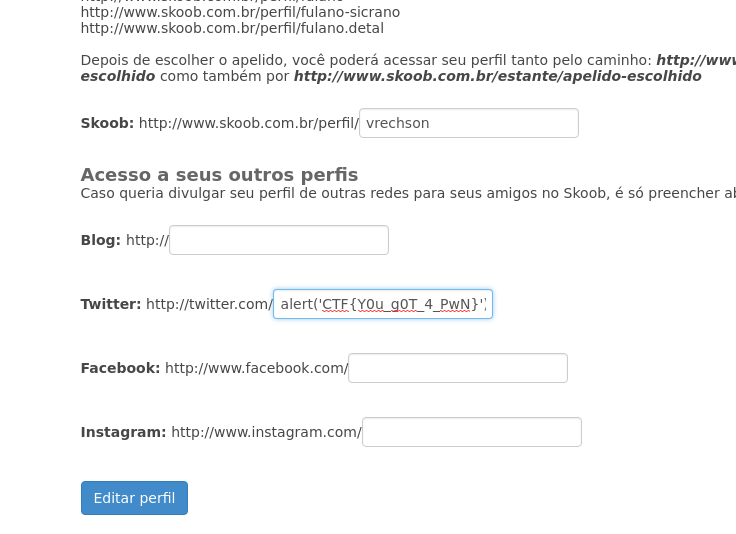 http://www.skoob.com.br/perfil/fulano-sicrano
http://www.skoob.com.br/perfil/fulano.detal
Depois de escolher o apelido, você poderá acessar seu perfil tanto pelo caminho: http://www
escolhido como também por http://www.skoob.com.br/estante/apelido-escolhido
Skoob: http://www.skoob.com.br/perfil/ vrechson
Acesso a seus outros perfis
Caso queria divulgar seu perfil de outras redes para seus amigos no Skoob, é só preencher ab
Blog: http://
Twitter: http://twitter.com/ alert('CTF{Y0u_g0T_4_PwN}')
Facebook: http://www.facebook.com/
Instagram: http://www.instagram.com/
Editar perfil